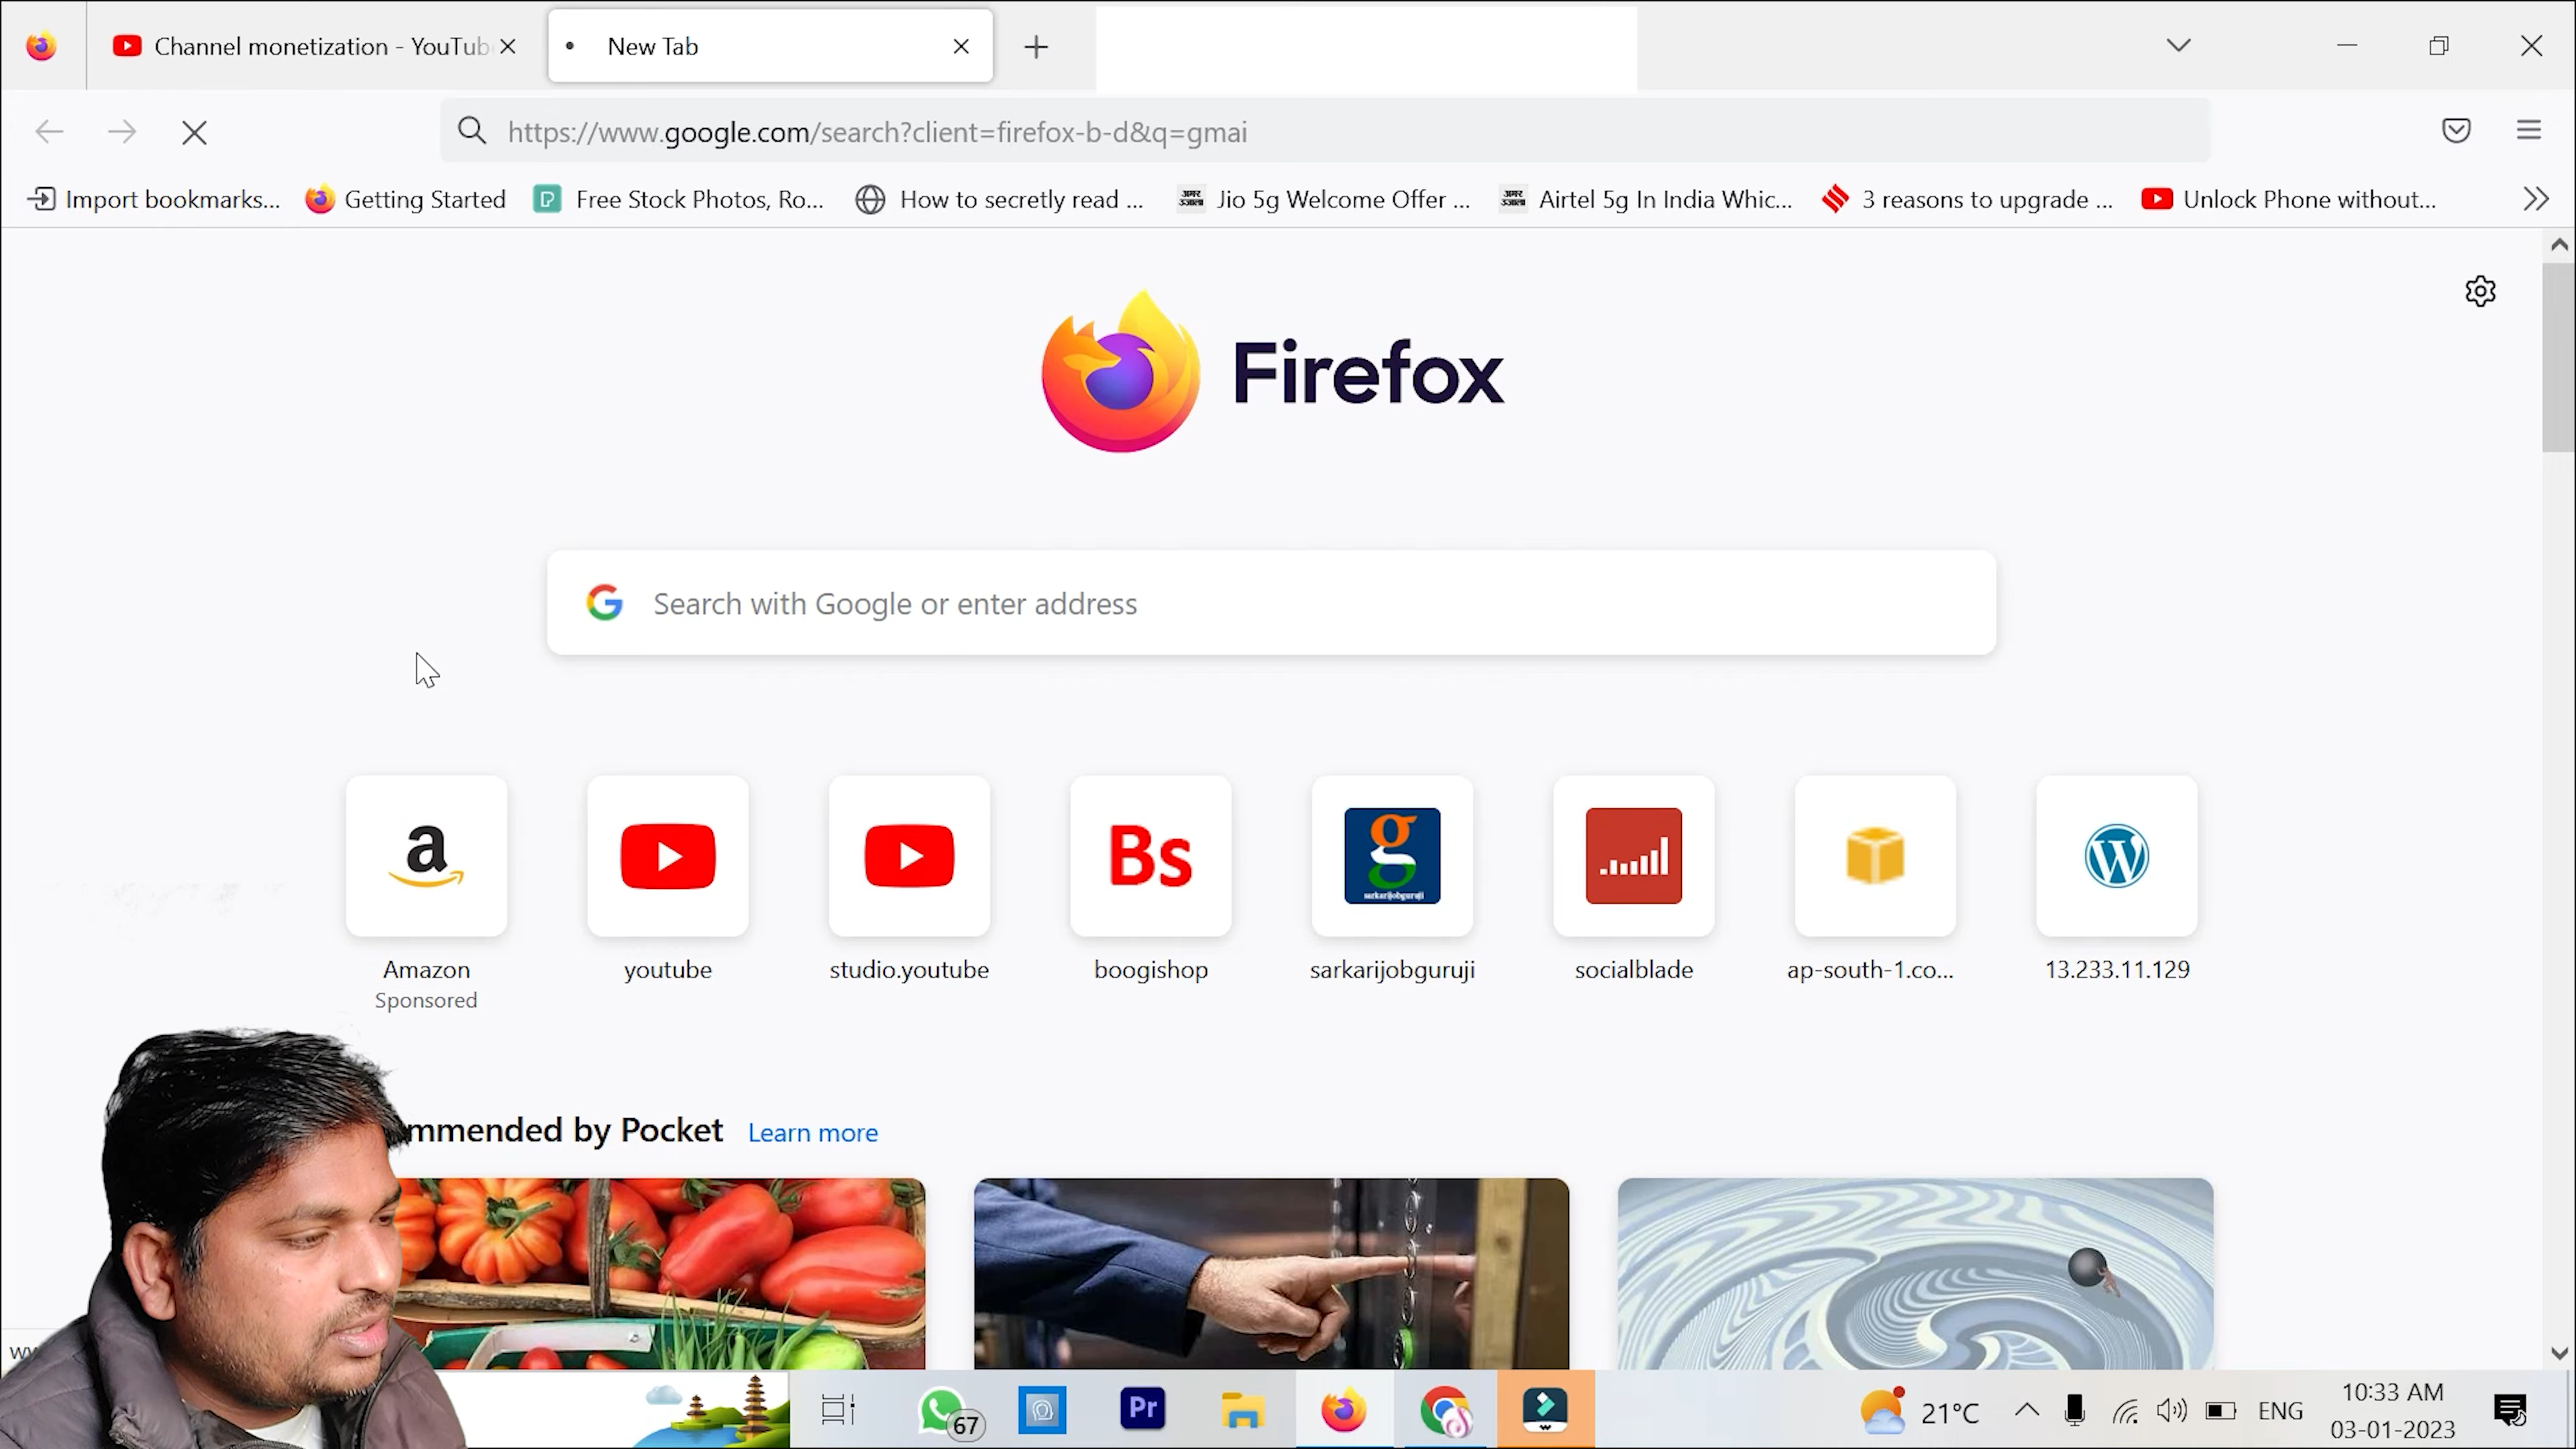 Channel monetization - YouTub
New Tab
https://www.google.com/search?client=firefox-b-d&q=gmai
Import bookmarks...
Getting Started
Free Stock Photos, Ro...
How to secretly read ...
Jio 5g Welcome Offer ...
Airtel 5g In India Whic...
3 reasons to upgrade ...
Unlock Phone without...
Firefox
Search with Google or enter address
a
Bs
g
sarkarijobguruji
W
Amazon
Sponsored
youtube
studio.youtube
boogishop
sarkarijobguruji
socialblade
ap-south-1.co...
13.233.11.129
mmended by Pocket
Learn more
67
Pr
21°C
ENG
10:33 AM
03-01-2023